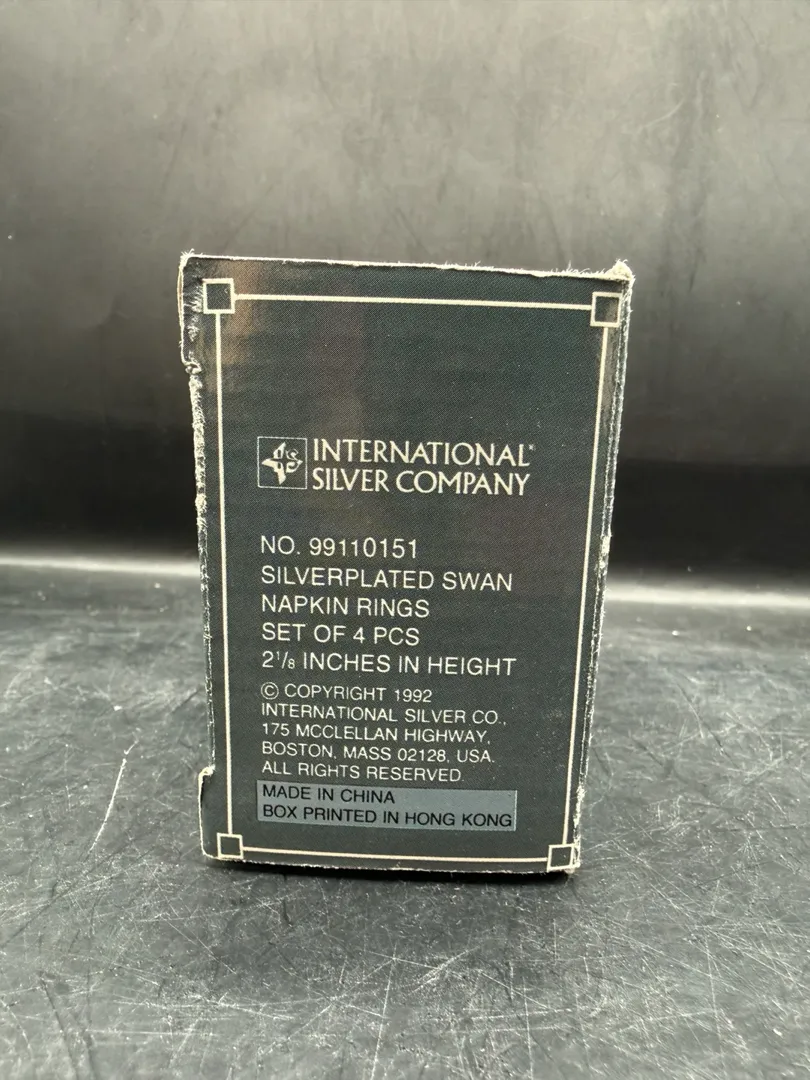 INTERNATIONAL®
SILVER COMPANY
NO. 99110151
SILVERPLATED SWAN
NAPKIN RINGS
SET OF 4 PCS
2 1/8 INCHES IN HEIGHT
© COPYRIGHT 1992
INTERNATIONAL SILVER CO.,
175 MCCLELLAN HIGHWAY,
BOSTON, MASS 02128, USA.
ALL RIGHTS RESERVED.
MADE IN CHINA
BOX PRINTED IN HONG KONG